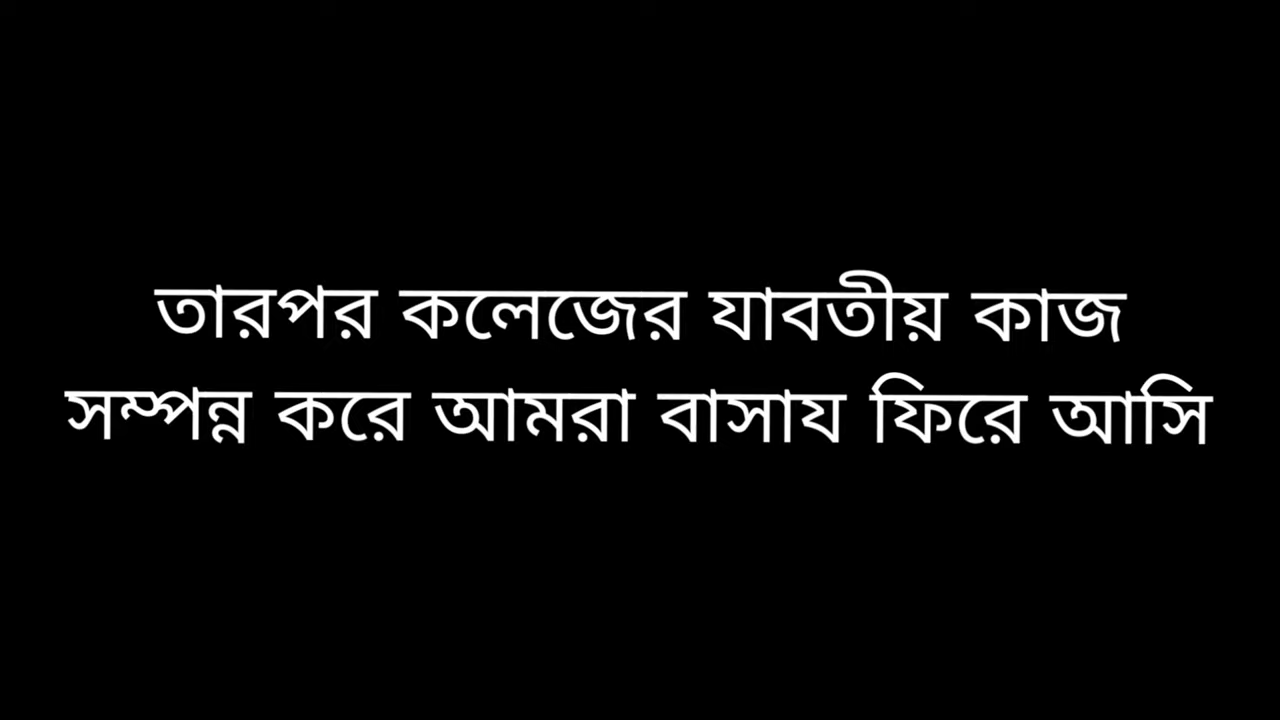 তারপর কলেজের যাবতীয় কাজ
সম্পন্ন করে আমরা বাসায ফিরে আসি